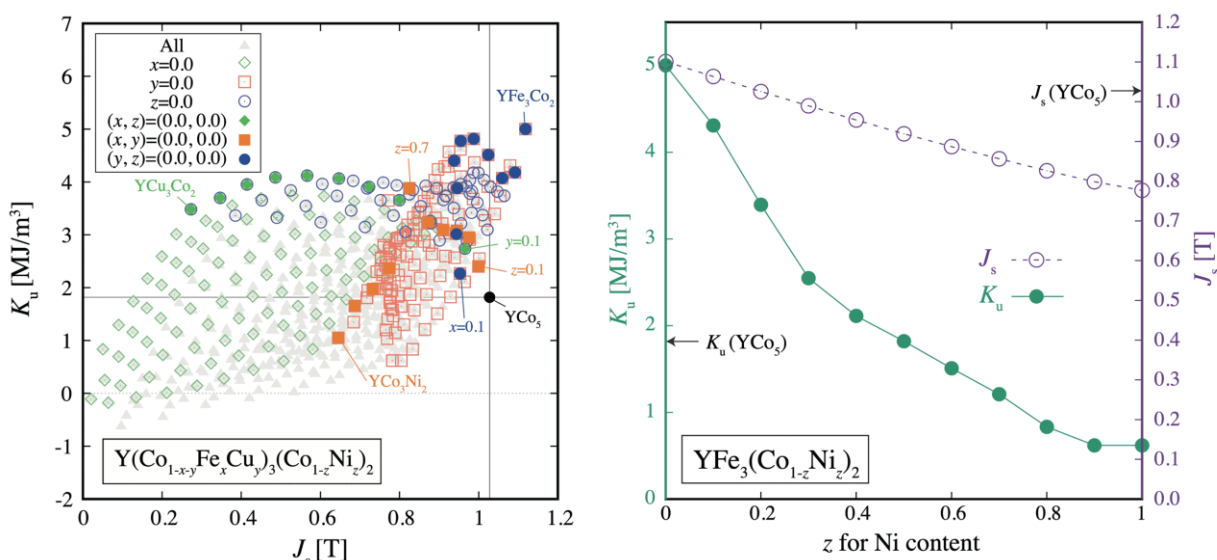 7
6
5
4
3
2
1
0
-1
-2
K_u [MJ/m³]
All
x=0.0
y=0.0
z=0.0
(x, z)=(0.0, 0.0)
(x, y)=(0.0, 0.0)
(y, z)=(0.0, 0.0)
YFe₃Co₂
z=0.7
YCu₃Co₂
y=0.1
z=0.1
YCo₅
x=0.1
YCo₃Ni₂
Y(Co₁₋ₓ₋ᵧFeₓCuᵧ)₃(Co_{1-z}Ni_z)₂
0 0.2 0.4 0.6 0.8 1 1.2
J_s [T]
5
4
3
2
1
0
K_u [MJ/m³]
J_s (YCo₅)
J_s
K_u
K_u (YCo₅)
YFe₃(Co_{1-z}Ni_z)₂
0 0.2 0.4 0.6 0.8 1
z for Ni content
1.2
1.1
1.0
0.9
0.8
0.7
0.6
0.5
0.4
0.3
0.2
0.1
0.0
J_s [T]